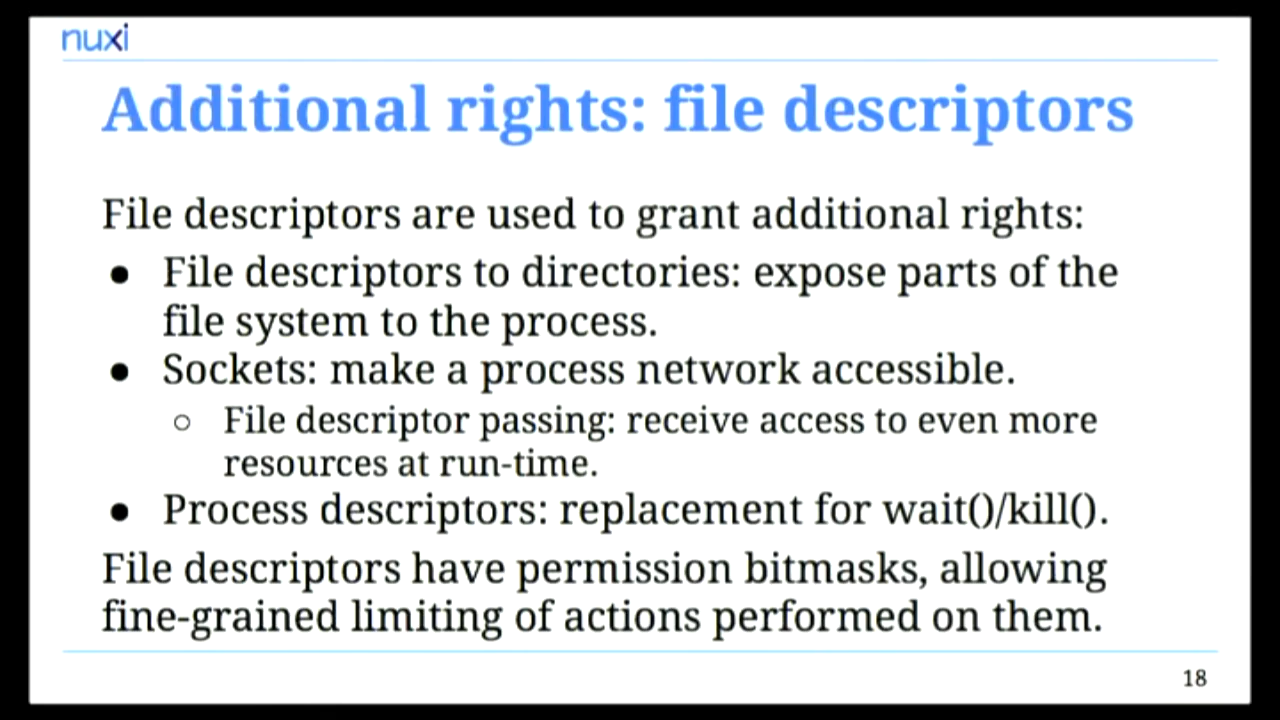 nuxi
Additional rights: file descriptors
File descriptors are used to grant additional rights:
● File descriptors to directories: expose parts of the
file system to the process.
● Sockets: make a process network accessible.
○ File descriptor passing: receive access to even more
resources at run-time.
● Process descriptors: replacement for wait()/kill().
File descriptors have permission bitmasks, allowing
fine-grained limiting of actions performed on them.
18